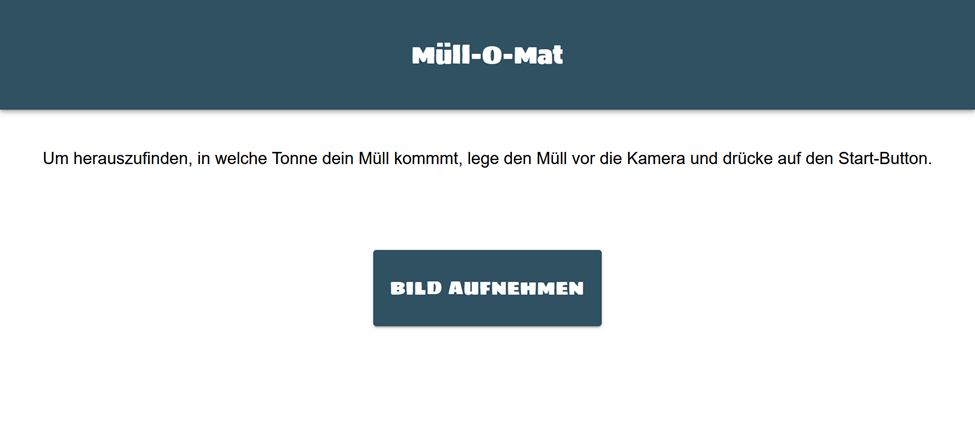 Müll-O-Mat
Um herauszufinden, in welche Tonne dein Müll kommmt, lege den Müll vor die Kamera und drücke auf den Start-Button.
BILD AUFNEHMEN